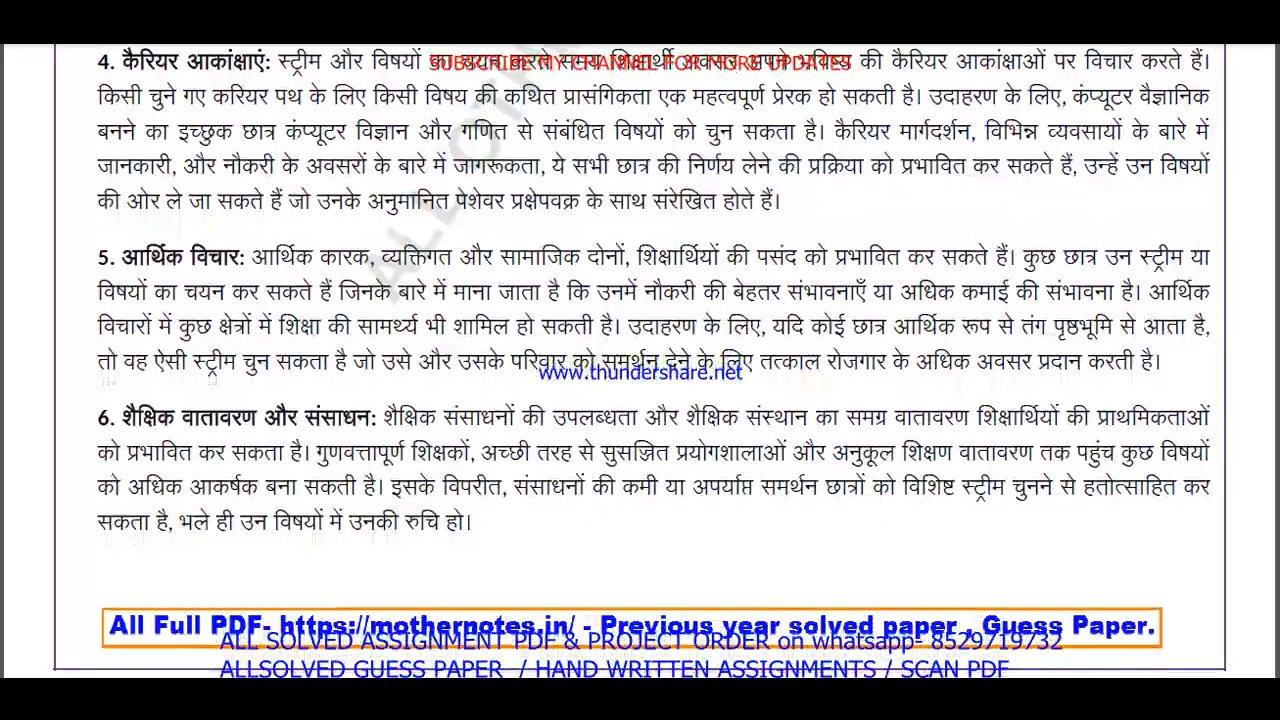 4. कैरियर आकांक्षाएं: स्ट्रीम और विषयों का चयन करते समय शिक्षार्थी अक्सर अपने भविष्य की कैरियर आकांक्षाओं पर विचार करते हैं।
SUBSCRIBE MY CHANNEL FOR MORE UPDATES
किसी चुने गए करियर पथ के लिए किसी विषय की कथित प्रासंगिकता एक महत्वपूर्ण प्रेरक हो सकती है। उदाहरण के लिए, कंप्यूटर वैज्ञानिक
बनने का इच्छुक छात्र कंप्यूटर विज्ञान और गणित से संबंधित विषयों को चुन सकता है। कैरियर मार्गदर्शन, विभिन्न व्यवसायों के बारे में
जानकारी, और नौकरी के अवसरों के बारे में जागरूकता, ये सभी छात्र की निर्णय लेने की प्रक्रिया को प्रभावित कर सकते हैं, उन्हें उन विषयों
की ओर ले जा सकते हैं जो उनके अनुमानित पेशेवर प्रक्षेपवक्र के साथ संरेखित होते हैं।
5. आर्थिक विचार: आर्थिक कारक, व्यक्तिगत और सामाजिक दोनों, शिक्षार्थियों की पसंद को प्रभावित कर सकते हैं। कुछ छात्र उन स्ट्रीम या
विषयों का चयन कर सकते हैं जिनके बारे में माना जाता है कि उनमें नौकरी की बेहतर संभावनाएँ या अधिक कमाई की संभावना है। आर्थिक
विचारों में कुछ क्षेत्रों में शिक्षा की सामर्थ्य भी शामिल हो सकती है। उदाहरण के लिए, यदि कोई छात्र आर्थिक रूप से तंग पृष्ठभूमि से आता है,
तो वह ऐसी स्ट्रीम चुन सकता है जो उसे और उसके परिवार को समर्थन देने के लिए तत्काल रोजगार के अधिक अवसर प्रदान करती है।
www.thundershare.net
6. शैक्षिक वातावरण और संसाधन: शैक्षिक संसाधनों की उपलब्धता और शैक्षिक संस्थान का समग्र वातावरण शिक्षार्थियों की प्राथमिकताओं
को प्रभावित कर सकता है। गुणवत्तापूर्ण शिक्षकों, अच्छी तरह से सुसज्जित प्रयोगशालाओं और अनुकूल शिक्षण वातावरण तक पहुंच कुछ विषयों
को अधिक आकर्षक बना सकती है। इसके विपरीत, संसाधनों की कमी या अपर्याप्त समर्थन छात्रों को विशिष्ट स्ट्रीम चुनने से हतोत्साहित कर
सकता है, भले ही उन विषयों में उनकी रुचि हो।
All Full PDF- https://mothernotes.in/ - Previous year solved paper , Guess Paper.
ALL SOLVED ASSIGNMENT PDF & PROJECT ORDER on whatsapp- 8529719732
ALLSOLVED GUESS PAPER / HAND WRITTEN ASSIGNMENTS / SCAN PDF